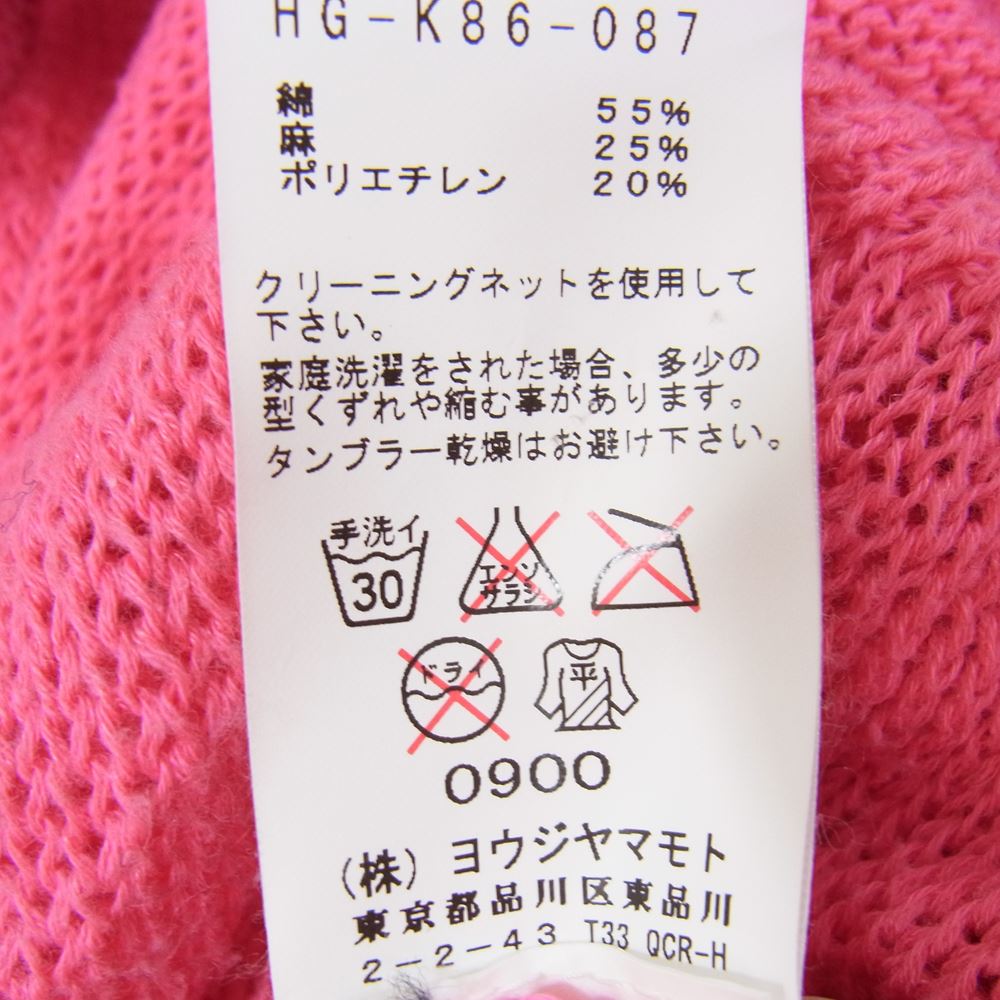 HG-K86-087
綿 55%
麻 25%
ポリエチレン 20%
クリーニングネットを使用して
下さい。
家庭洗濯をされた場合、多少の
型くずれや縮む事があります。
タンブラー乾燥はお避け下さい。
手洗イ
30
エンソ
サラシ
ドライ
平
0900
(株)ヨウジヤマモト
東京都品川区東品川
2-2-43 T33 QCR-H